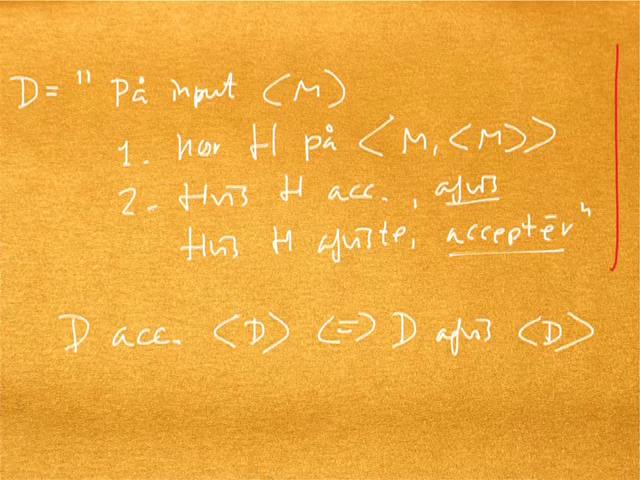 D = " På input ⟨M⟩
1. Kør H på ⟨M, ⟨M⟩⟩
2. Hvis H acc., afvis
Hvis H afviste, acceptér"
D acc. ⟨D⟩ ⟨=⟩ D afvis ⟨D⟩